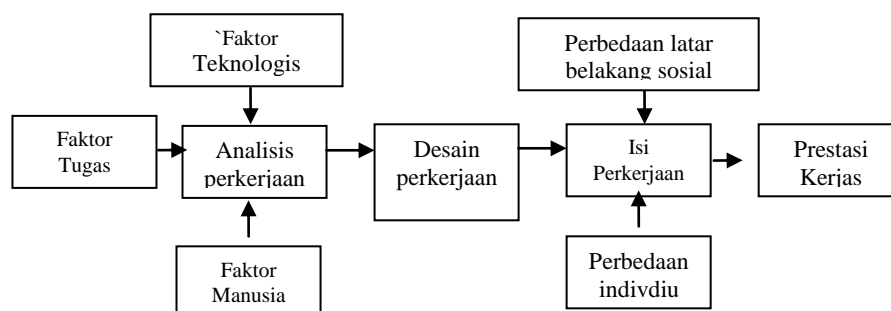 `Faktor
Teknologis
Perbedaan latar
belakang sosial
Faktor
Tugas
Analisis
perkerjaan
Desain
perkerjaan
Isi
Perkerjaan
Prestasi
Kerjas
Faktor
Manusia
Perbedaan
indivdiu